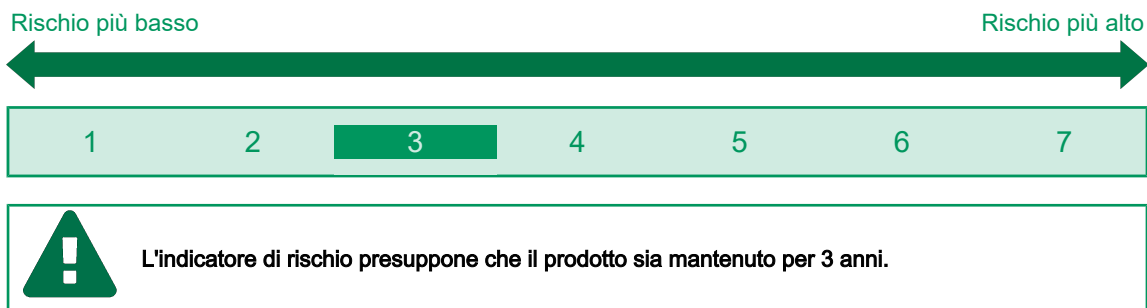 Rischio più basso Rischio più alto
1 2 3 4 5 6 7
L'indicatore di rischio presuppone che il prodotto sia mantenuto per 3 anni.